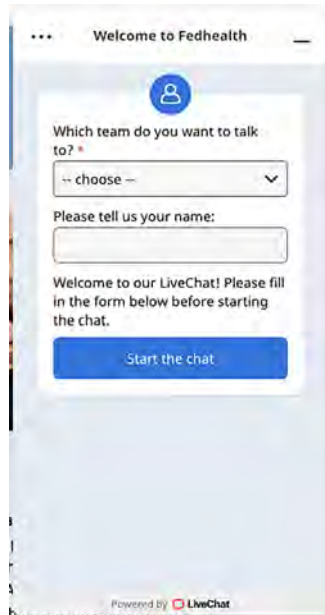 Welcome to Fedhealth
Which team do you want to talk
to? *
-- choose --
Please tell us your name:
Welcome to our LiveChat! Please fill
in the form below before starting
the chat.
Start the chat
Powered by LiveChat